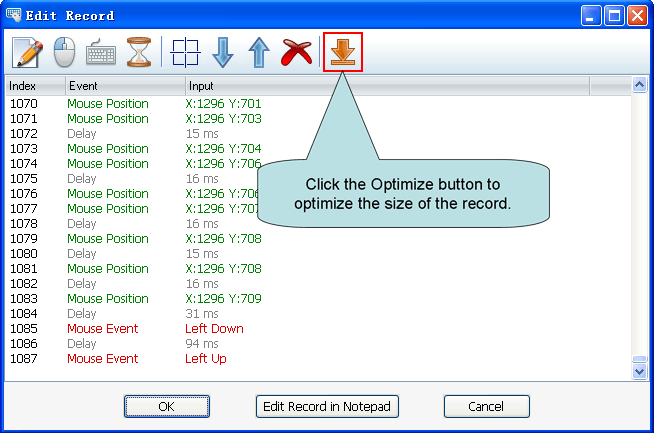 Edit Record
Index Event Input
1070 Mouse Position X:1296 Y:701
1071 Mouse Position X:1296 Y:703
1072 Delay 15 ms
1073 Mouse Position X:1296 Y:704
1074 Mouse Position X:1296 Y:706
1075 Delay 16 ms
1076 Mouse Position X:1296 Y:706
1077 Mouse Position X:1296 Y:707
1078 Delay 16 ms
1079 Mouse Position X:1296 Y:708
1080 Delay 15 ms
1081 Mouse Position X:1296 Y:708
1082 Delay 16 ms
1083 Mouse Position X:1296 Y:709
1084 Delay 31 ms
1085 Mouse Event Left Down
1086 Delay 94 ms
1087 Mouse Event Left Up
Click the Optimize button to
optimize the size of the record.
OK Edit Record in Notepad Cancel